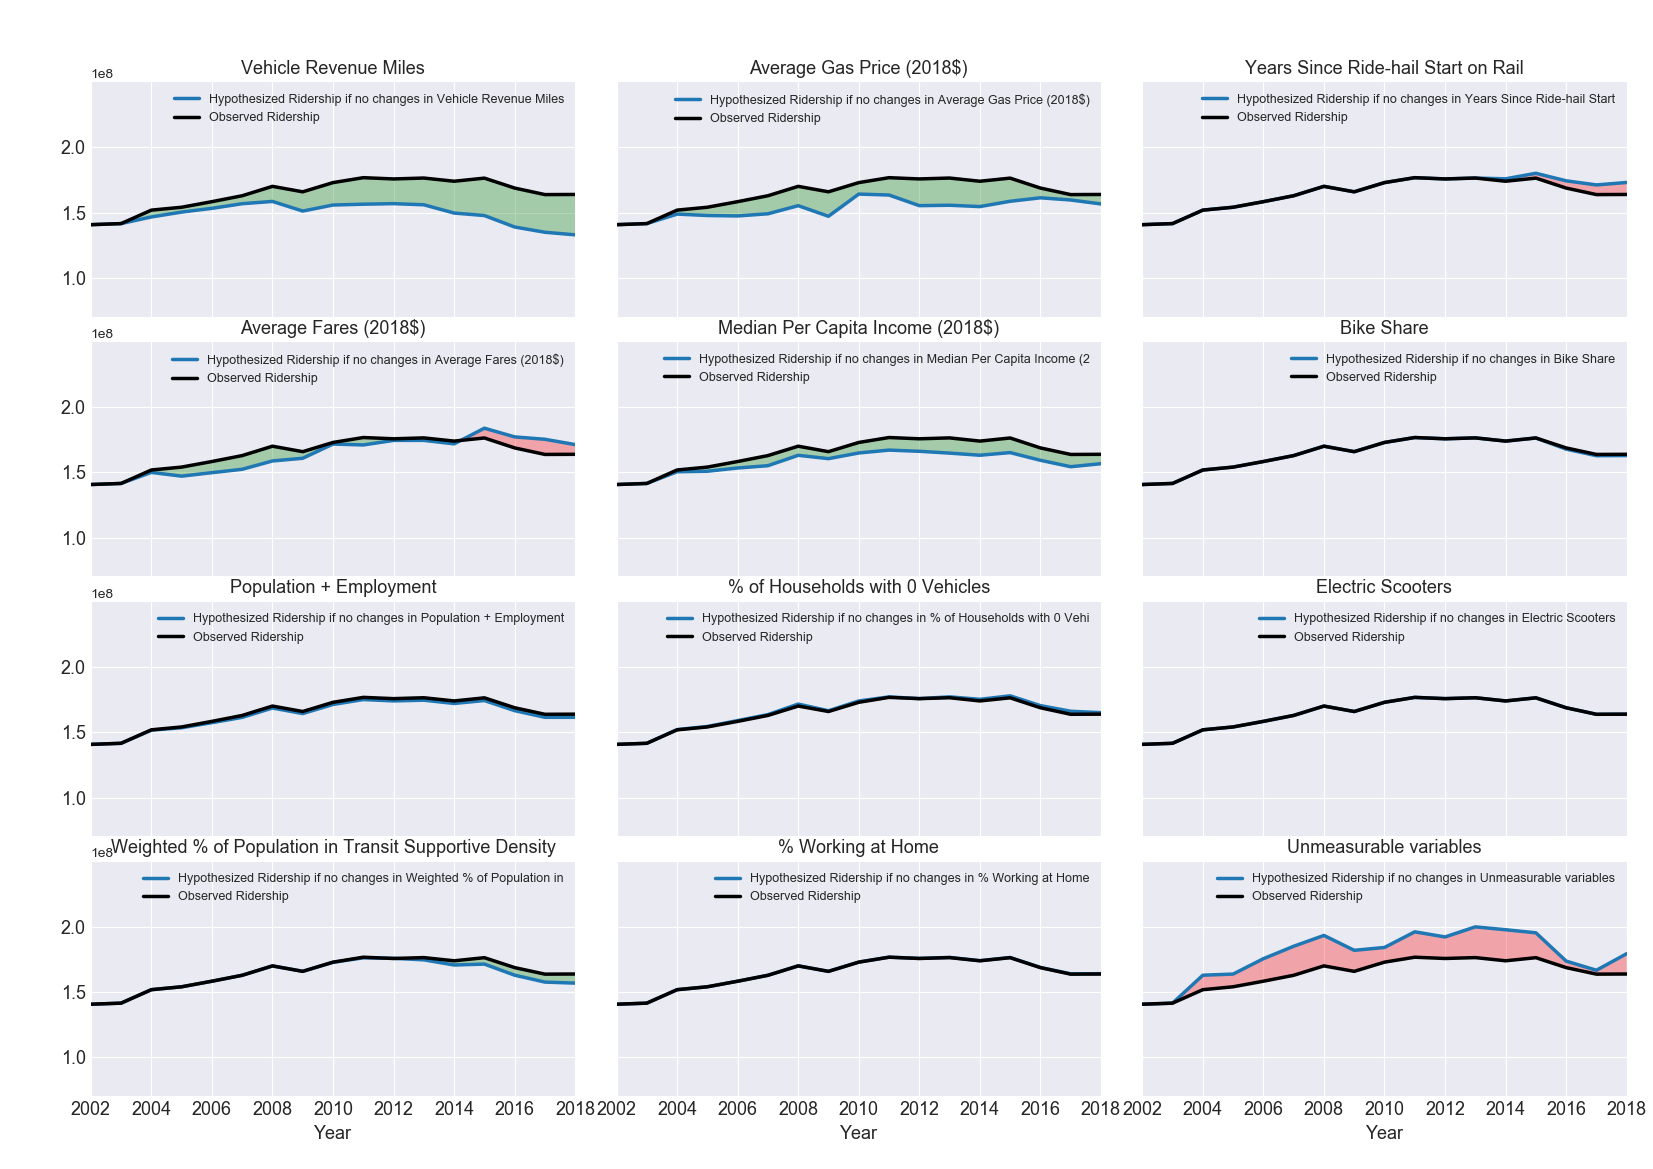 Vehicle Revenue Miles
1e8
Hypothesized Ridership if no changes in Vehicle Revenue Miles
Observed Ridership
2.0
1.5
1.0
Average Gas Price (2018$)
Hypothesized Ridership if no changes in Average Gas Price (2018$)
Observed Ridership
Years Since Ride-hail Start on Rail
Hypothesized Ridership if no changes in Years Since Ride-hail Start
Observed Ridership
Average Fares (2018$)
1e8
Hypothesized Ridership if no changes in Average Fares (2018$)
Observed Ridership
2.0
1.5
1.0
Median Per Capita Income (2018$)
Hypothesized Ridership if no changes in Median Per Capita Income (2
Observed Ridership
Bike Share
Hypothesized Ridership if no changes in Bike Share
Observed Ridership
Population + Employment
1e8
Hypothesized Ridership if no changes in Population + Employment
Observed Ridership
2.0
1.5
1.0
% of Households with 0 Vehicles
Hypothesized Ridership if no changes in % of Households with 0 Vehi
Observed Ridership
Electric Scooters
Hypothesized Ridership if no changes in Electric Scooters
Observed Ridership
Weighted % of Population in Transit Supportive Density
1e8
Hypothesized Ridership if no changes in Weighted % of Population in
Observed Ridership
2.0
1.5
1.0
2002 2004 2006 2008 2010 2012 2014 2016 2018
Year
% Working at Home
Hypothesized Ridership if no changes in % Working at Home
Observed Ridership
2002 2004 2006 2008 2010 2012 2014 2016 2018
Year
Unmeasurable variables
Hypothesized Ridership if no changes in Unmeasurable variables
Observed Ridership
2002 2004 2006 2008 2010 2012 2014 2016 2018
Year